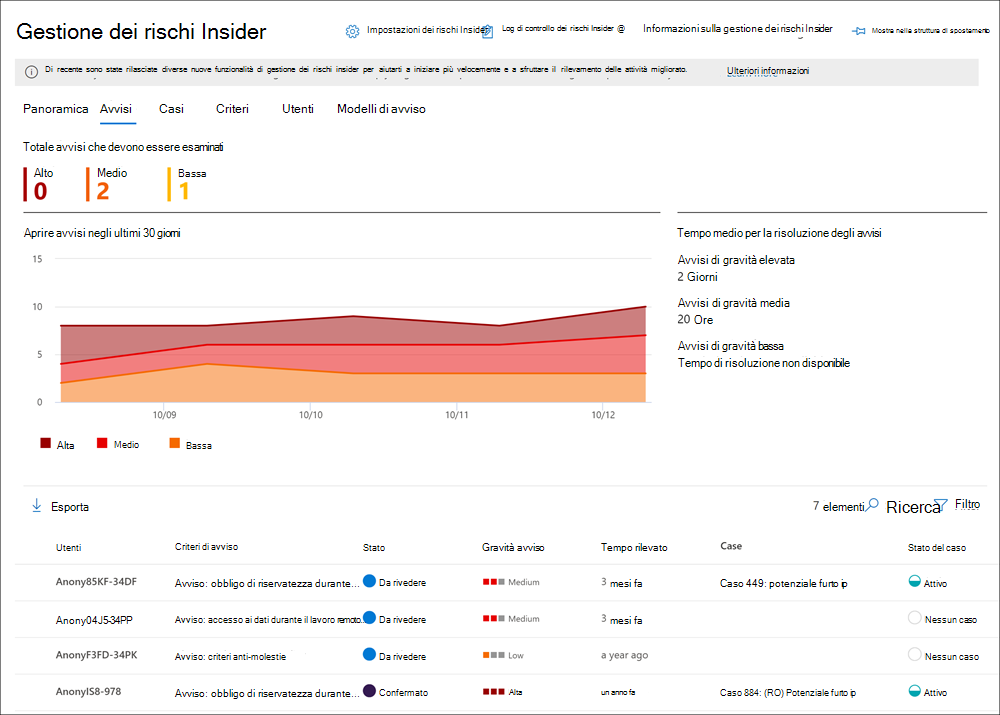 Gestione dei rischi Insider
Impostazioni dei rischi Inside
Log di controllo dei rischi Insider @
Informazioni sulla gestione dei rischi Insider
Mostra nella struttura di spostamento
Di recente sono state rilasciate diverse nuove funzionalità di gestione dei rischi insider per aiutarti a iniziare più velocemente e a sfruttare il rilevamento delle attività migliorato.
Ulteriori informazioni
Panoramica Avvisi Casi Criteri Utenti Modelli di avviso
Totale avvisi che devono essere esaminati
Alto Medio Bassa
0 2 1
Aprire avvisi negli ultimi 30 giorni
15
10
5
0
10/09 10/10 10/11 10/12
Alta Medio Bassa
Tempo medio per la risoluzione degli avvisi
Avvisi di gravità elevata
2 Giorni
Avvisi di gravità media
20 Ore
Avvisi di gravità bassa
Tempo di risoluzione non disponibile
Esporta 7 elementi Ricerca Filtro
Utenti Criteri di avviso Stato Gravità avviso Tempo rilevato Case Stato del caso
Anony85KF-34DF Avviso: obbligo di riservatezza durante... Da rivedere Medium 3 mesi fa Caso 449: potenziale furto ip Attivo
Anony04J5-34PP Avviso: accesso ai dati durante il lavoro remoto. Da rivedere Medium 3 mesi fa Nessun caso
AnonyF3FD-34PK Avviso: criteri anti-molestie Da rivedere Low a year ago Nessun caso
AnonyIS8-978 Avviso: obbligo di riservatezza durante... Confermato Alta un anno fa Caso 884: (RO) Potenziale furto ip Attivo